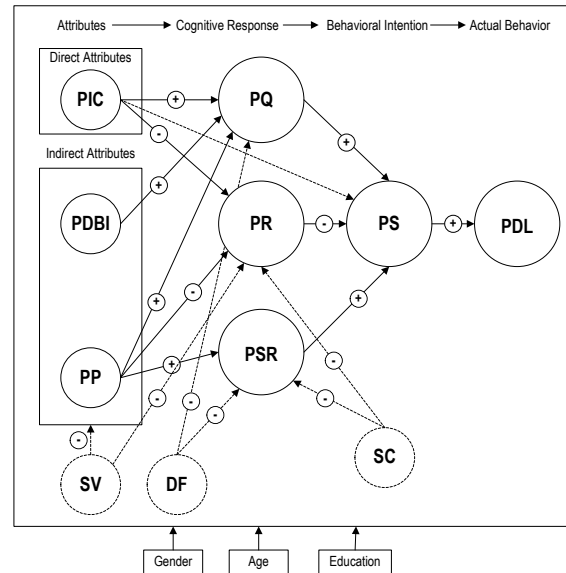 Attributes Cognitive Response Behavioral Intention Actual Behavior
Direct Attributes
PIC
+
PQ
-
+
Indirect Attributes
+
PDBI
PR
-
PS
+
PDL
-
+
+
PSR
+
PP
-
-
-
-
-
-
SV
DF
SC
Gender
Age
Education